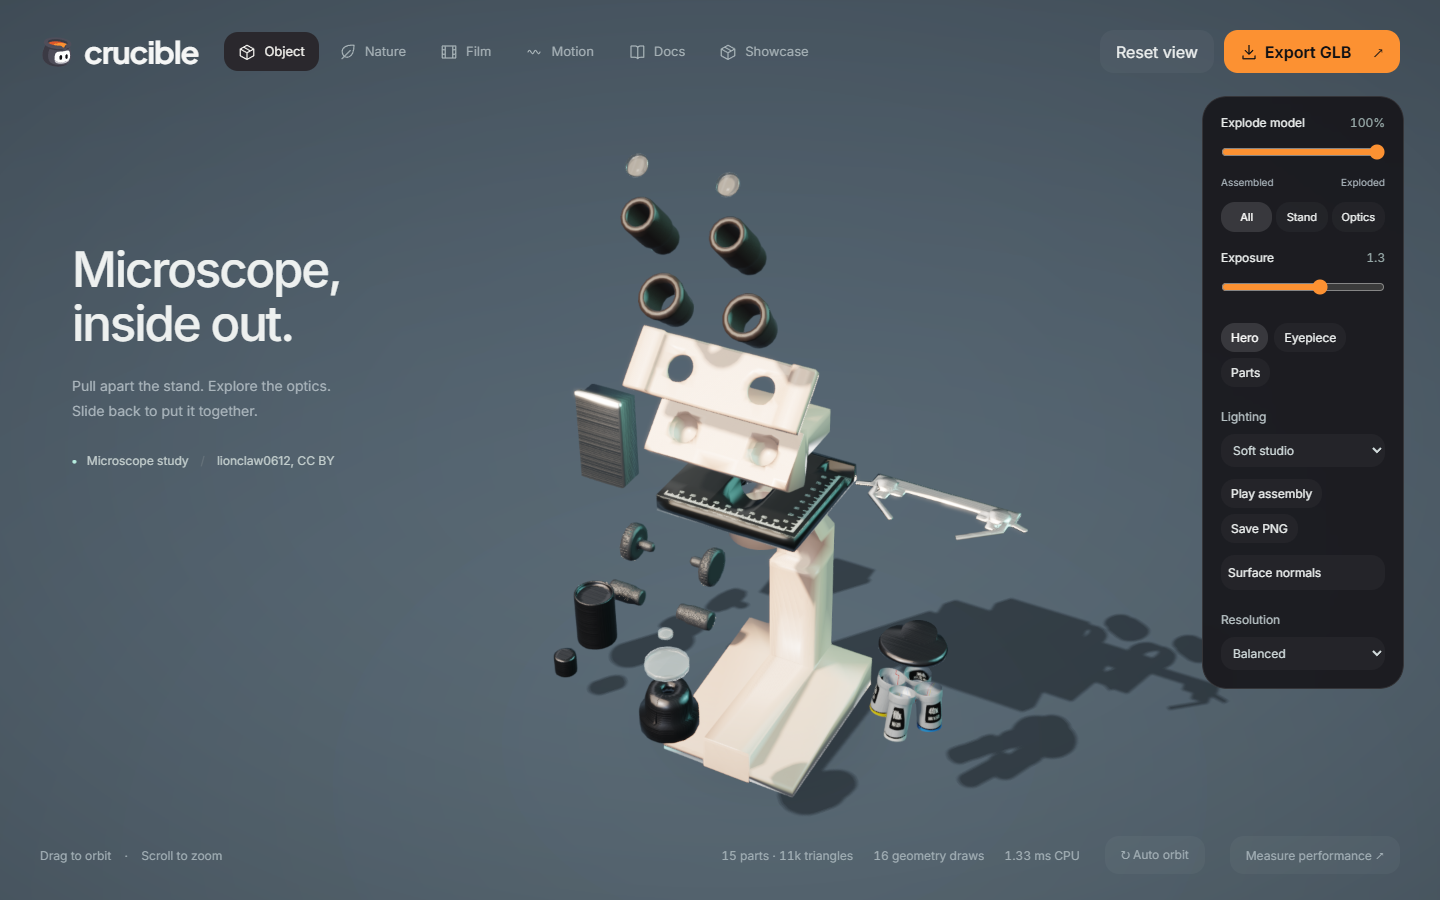 crucible
Object
Nature
Film
Motion
Docs
Showcase
Reset view
Export GLB ↗
Microscope,
inside out.
Pull apart the stand. Explore the optics.
Slide back to put it together.
• Microscope study / lionclaw0612, CC BY
Explode model 100%
Assembled Exploded
All Stand Optics
Exposure 1.3
Hero Eyepiece
Parts
Lighting
Soft studio
Play assembly
Save PNG
Surface normals
Resolution
Balanced
Drag to orbit · Scroll to zoom
15 parts · 11k triangles
16 geometry draws
1.33 ms CPU
↻ Auto orbit
Measure performance ↗